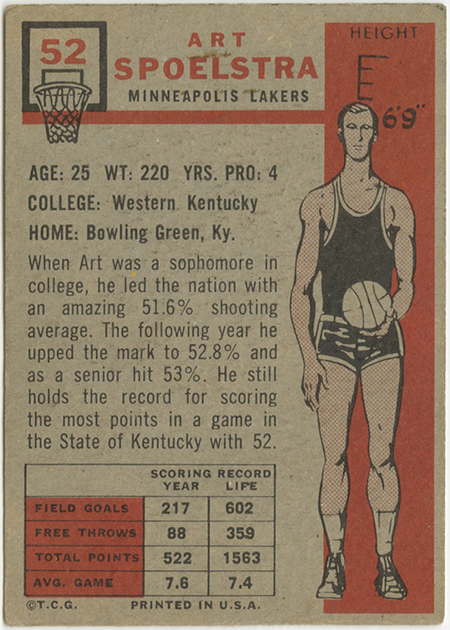 52
ART
SPOELSTRA
MINNEAPOLIS LAKERS
HEIGHT
E
6'9"
AGE: 25 WT: 220 YRS. PRO: 4
COLLEGE: Western Kentucky
HOME: Bowling Green, Ky.
When Art was a sophomore in
college, he led the nation with
an amazing 51.6% shooting
average. The following year he
upped the mark to 52.8% and
as a senior hit 53%. He still
holds the record for scoring
the most points in a game in
the State of Kentucky with 52.
SCORING RECORD
YEAR LIFE
FIELD GOALS 217 602
FREE THROWS 88 359
TOTAL POINTS 522 1563
AVG. GAME 7.6 7.4
©T.C.G. PRINTED IN U.S.A.